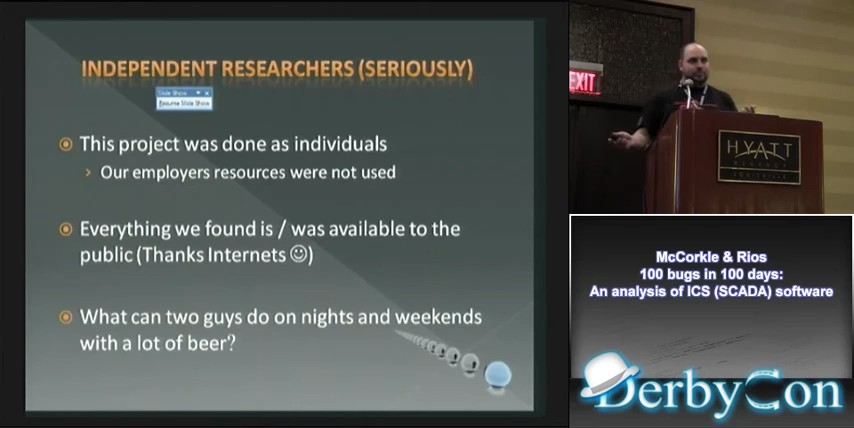 INDEPENDENT RESEARCHERS (SERIOUSLY)
Slide Show
Resume Slide Show
This project was done as individuals
Our employers resources were not used
Everything we found is / was available to the
public (Thanks Internets ☺)
What can two guys do on nights and weekends
with a lot of beer?
EXIT
HYATT
REGENCY
LOUISVILLE
McCorkle & Rios
100 bugs in 100 days:
An analysis of ICS (SCADA) software
DerbyCon